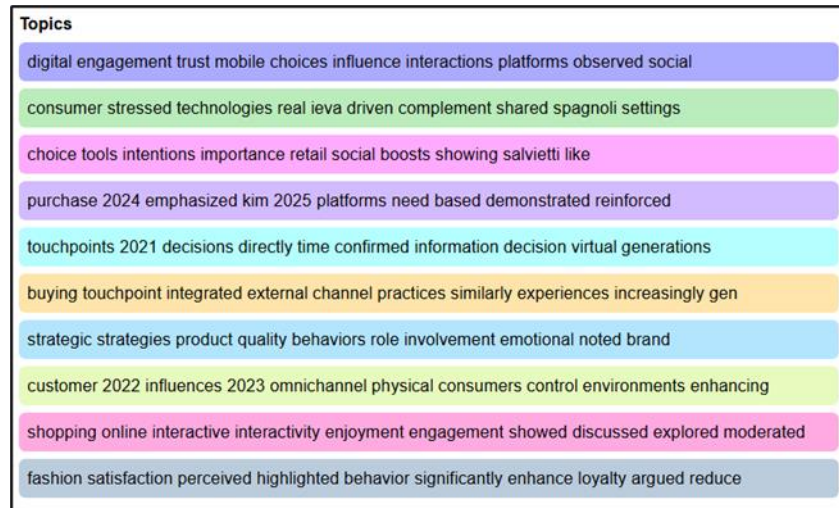 Topics
digital engagement trust mobile choices influence interactions platforms observed social
consumer stressed technologies real ieva driven complement shared spagnoli settings
choice tools intentions importance retail social boosts showing salvietti like
purchase 2024 emphasized kim 2025 platforms need based demonstrated reinforced
touchpoints 2021 decisions directly time confirmed information decision virtual generations
buying touchpoint integrated external channel practices similarly experiences increasingly gen
strategic strategies product quality behaviors role involvement emotional noted brand
customer 2022 influences 2023 omnichannel physical consumers control environments enhancing
shopping online interactive interactivity enjoyment engagement showed discussed explored moderated
fashion satisfaction perceived highlighted behavior significantly enhance loyalty argued reduce